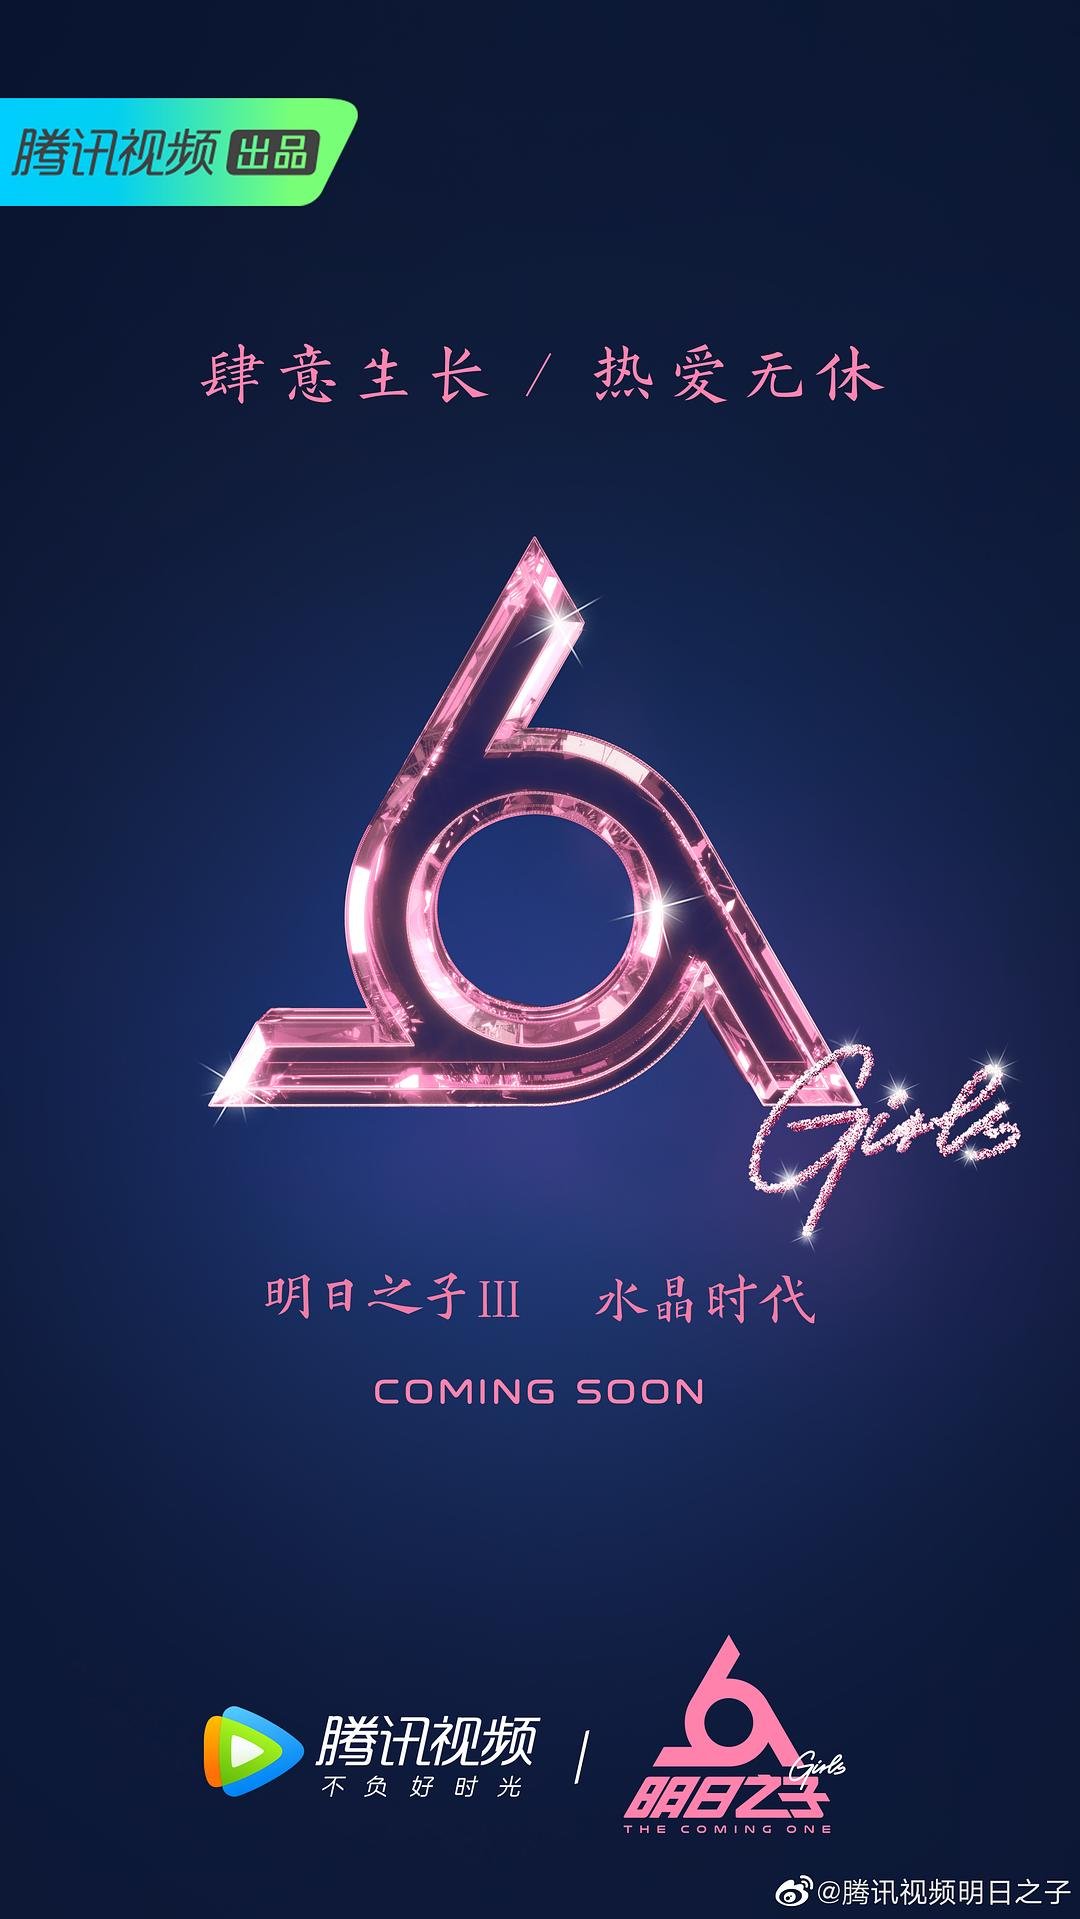 腾讯视频 出品
肆意生长 / 热爱无休
Girls
明日之子III 水晶时代
COMING SOON
腾讯视频
不负好时光
Girls
明日之子
THE COMING ONE
@腾讯视频明日之子